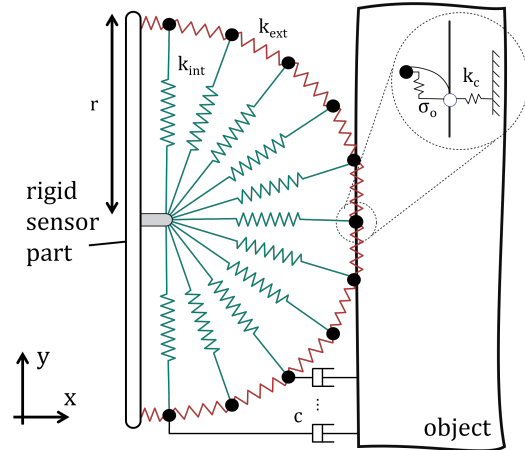 r
k_int
k_ext
k_c
σ_o
rigid
sensor
part
y
x
c
⋮
object